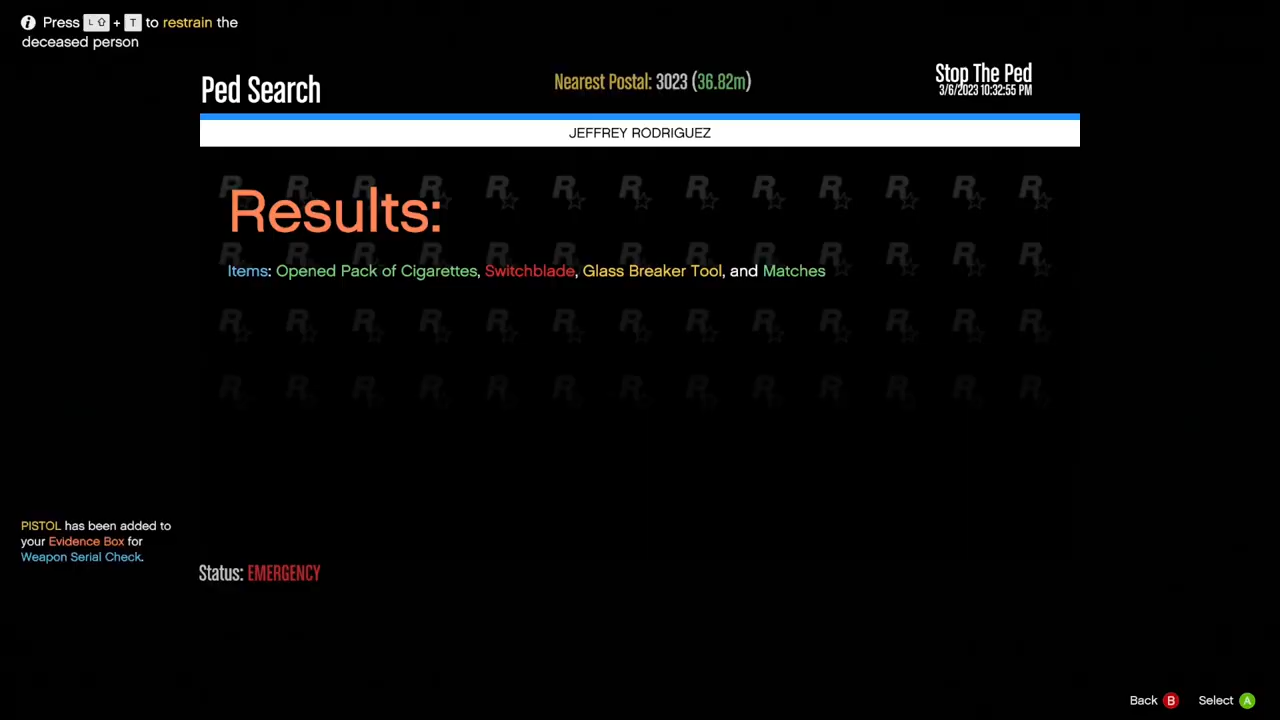 Press L⇧ + T to restrain the
deceased person
Ped Search
Nearest Postal: 3023 (36.82m)
Stop The Ped
3/6/2023 10:32:55 PM
JEFFREY RODRIGUEZ
Results:
Items: Opened Pack of Cigarettes, Switchblade, Glass Breaker Tool, and Matches
PISTOL has been added to
your Evidence Box for
Weapon Serial Check.
Status: EMERGENCY
Back B Select A